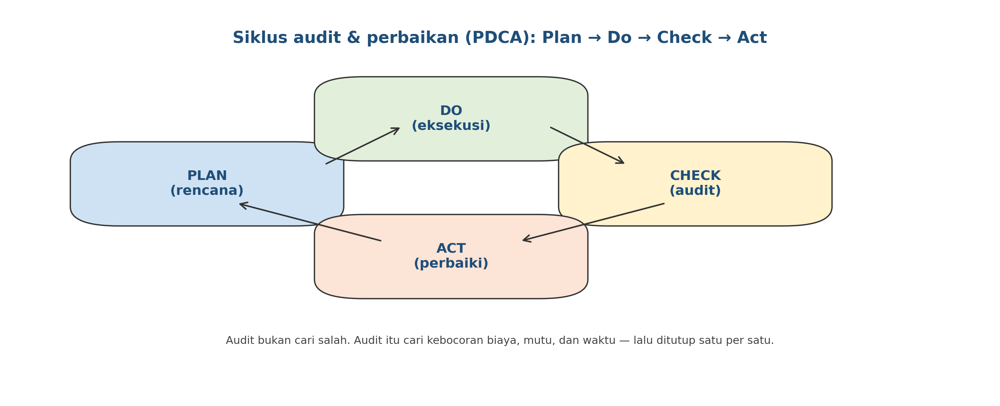 Siklus audit & perbaikan (PDCA): Plan → Do → Check → Act
DO
(eksekusi)
PLAN
(rencana)
CHECK
(audit)
ACT
(perbaiki)
Audit bukan cari salah. Audit itu cari kebocoran biaya, mutu, dan waktu — lalu ditutup satu per satu.